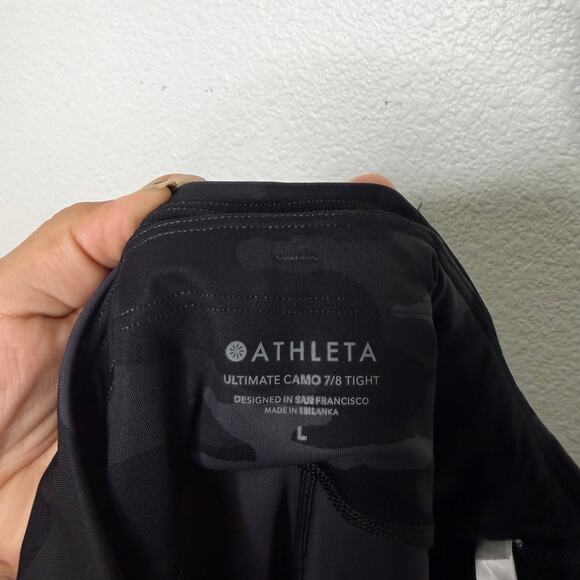 ATHLETA
ULTIMATE CAMO 7/8 TIGHT
DESIGNED IN SAN FRANCISCO
MADE IN SRI LANKA
L